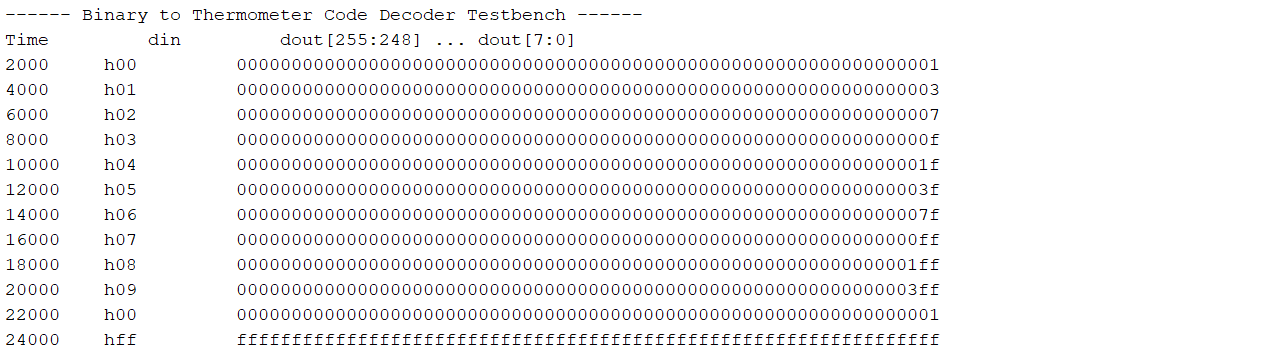 ------ Binary to Thermometer Code Decoder Testbench ------
Time         din         dout[255:248] ... dout[7:0]
2000     h00         0000000000000000000000000000000000000000000000000000000000000001
4000     h01         0000000000000000000000000000000000000000000000000000000000000003
6000     h02         0000000000000000000000000000000000000000000000000000000000000007
8000     h03         000000000000000000000000000000000000000000000000000000000000000f
10000    h04         000000000000000000000000000000000000000000000000000000000000001f
12000    h05         000000000000000000000000000000000000000000000000000000000000003f
14000    h06         000000000000000000000000000000000000000000000000000000000000007f
16000    h07         00000000000000000000000000000000000000000000000000000000000000ff
18000    h08         00000000000000000000000000000000000000000000000000000000000001ff
20000    h09         00000000000000000000000000000000000000000000000000000000000003ff
22000    h00         0000000000000000000000000000000000000000000000000000000000000001
24000    hff         ffffffffffffffffffffffffffffffffffffffffffffffffffffffffffffffff